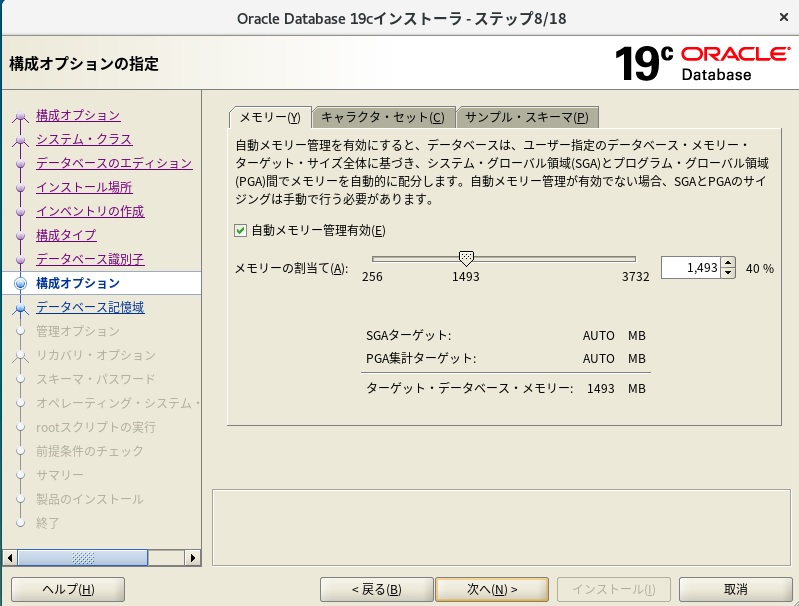 Oracle Database 19cインストーラ - ステップ8/18
×
構成オプションの指定
19c ORACLE
Database
構成オプション
システム・クラス
データベースのエディション
インストール場所
インベントリの作成
構成タイプ
データベース識別子
構成オプション
データベース記憶域
管理オプション
リカバリ・オプション
スキーマ・パスワード
オペレーティング・システム・
rootスクリプトの実行
前提条件のチェック
サマリー
製品のインストール
終了
メモリー(Y) キャラクタ・セット(C) サンプル・スキーマ(P)
自動メモリー管理を有効にすると、データベースは、ユーザー指定のデータベース・メモリー・
ターゲット・サイズ全体に基づき、システム・グローバル領域(SGA)とプログラム・グローバル領域
(PGA)間でメモリーを自動的に配分します。自動メモリー管理が有効でない場合、SGAとPGAのサイ
ジングは手動で行う必要があります。
自動メモリー管理有効(E)
メモリーの割当て(A): 1,493 40 %
256 1493 3732
SGAターゲット: AUTO MB
PGA集計ターゲット: AUTO MB
ターゲット・データベース・メモリー: 1493 MB
ヘルプ(H) < 戻る(B) 次へ(N) > インストール(I) 取消